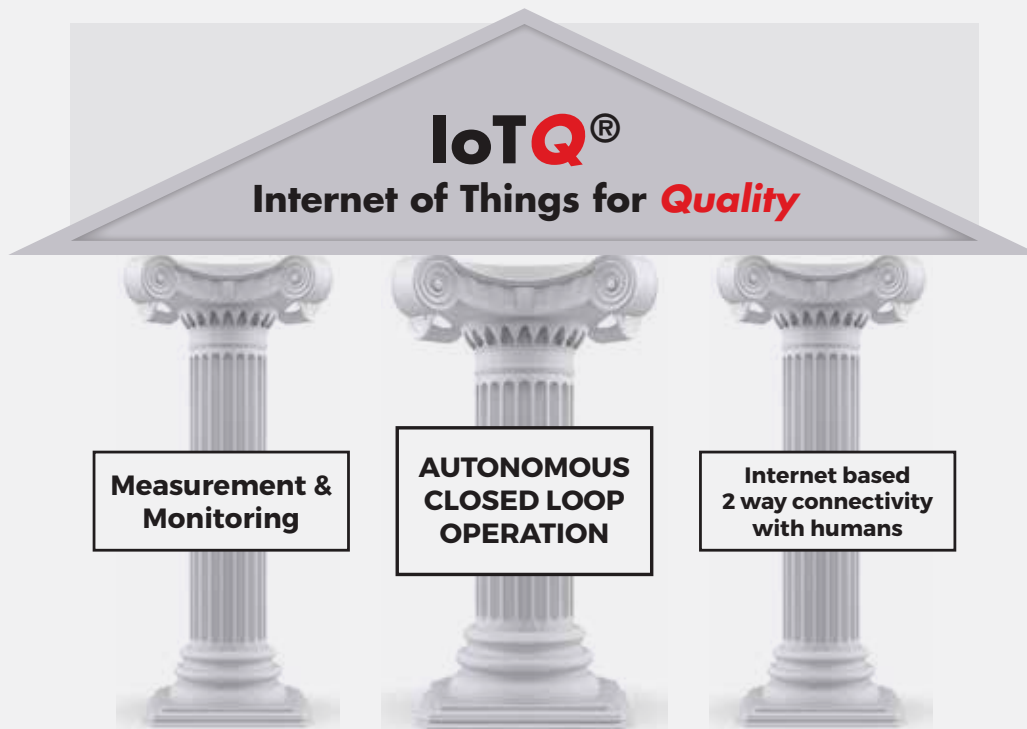 IoTQ®
Internet of Things for Quality
Measurement &
Monitoring
AUTONOMOUS
CLOSED LOOP
OPERATION
Internet based
2 way connectivity
with humans